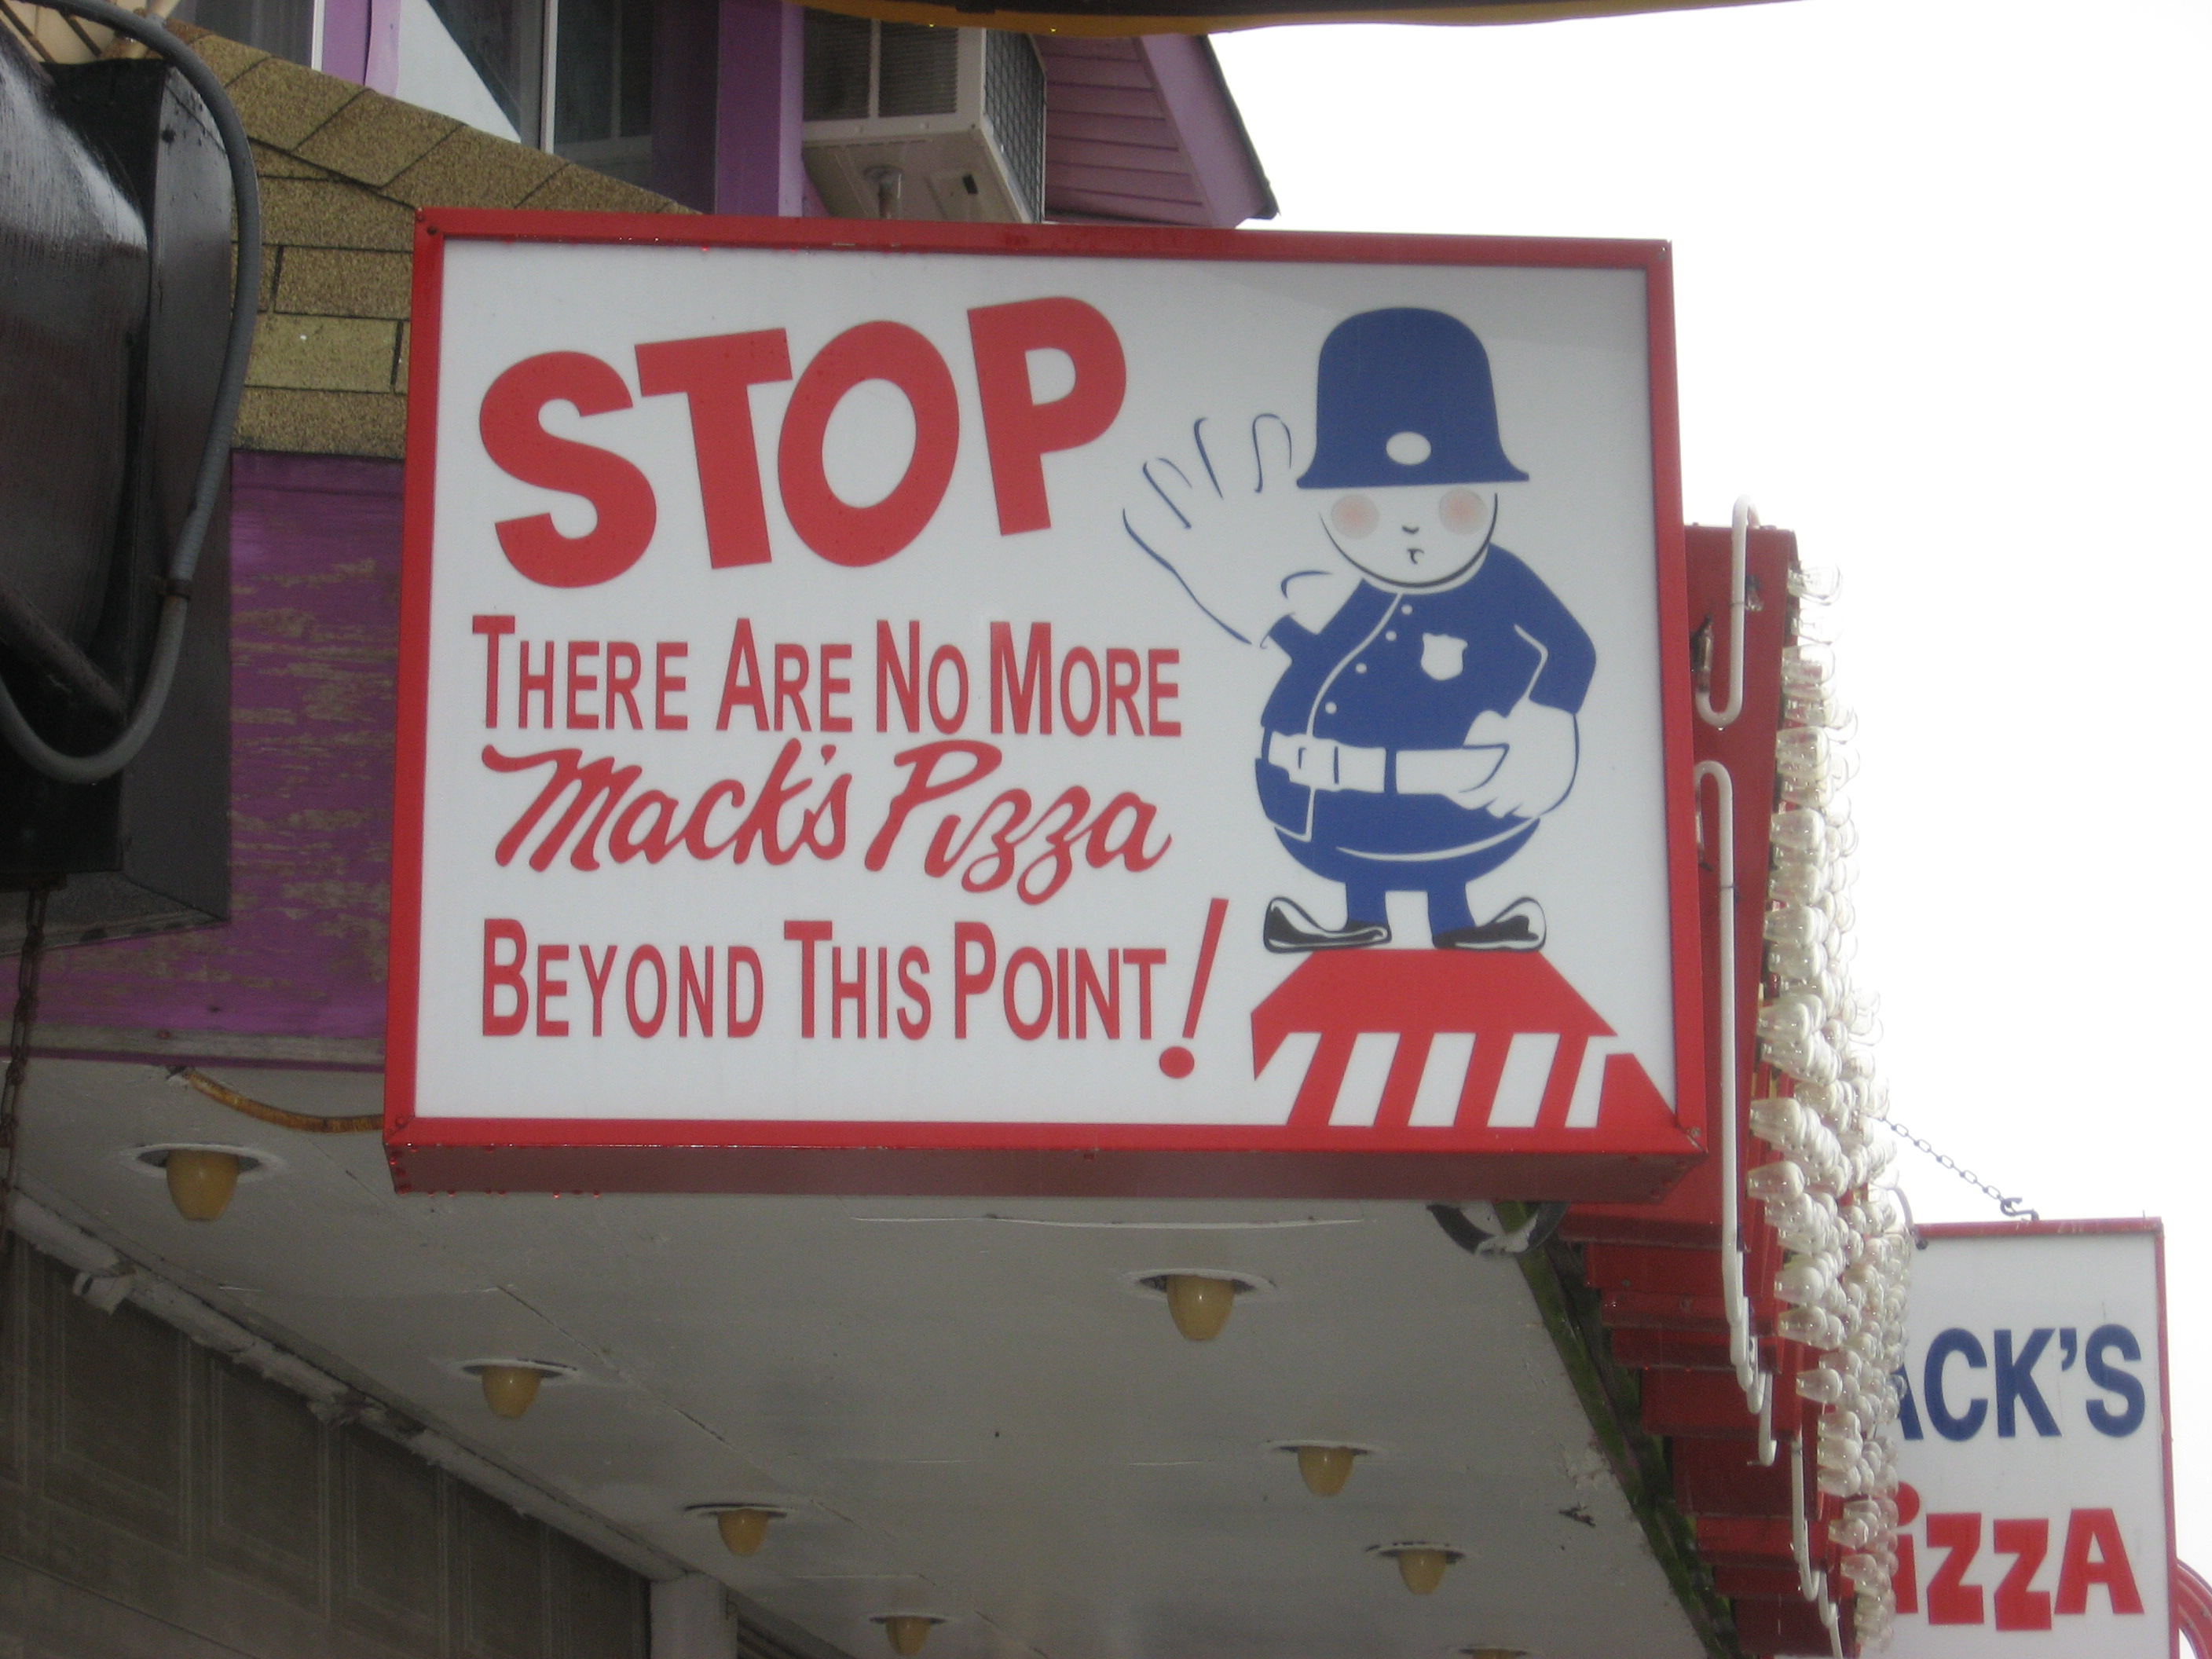 STOP
THERE ARE NO MORE
Mack's Pizza
BEYOND THIS POINT!
ACK'S
izzA